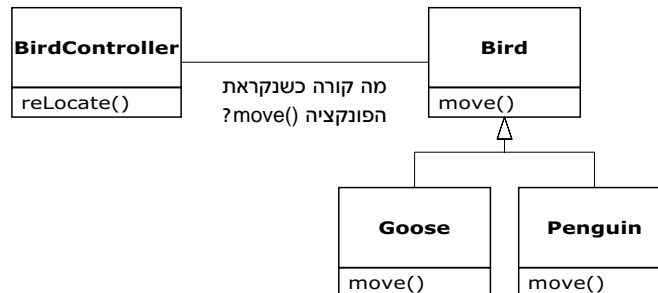 BirdController
reLocate()
מה קורה כשנקראת
הפונקציה move()?
Bird
move()
Goose
move()
Penguin
move()